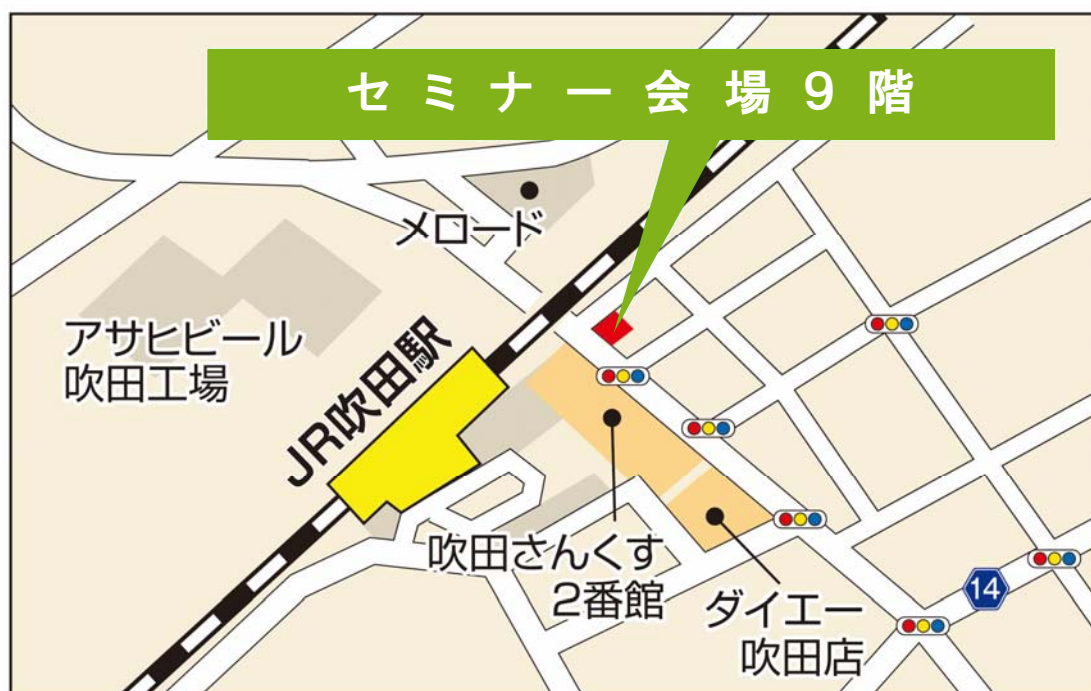 セミナー会場9階
メロード
アサヒビール
吹田工場
JR吹田駅
吹田さんくす
2番館
ダイエー
吹田店
14